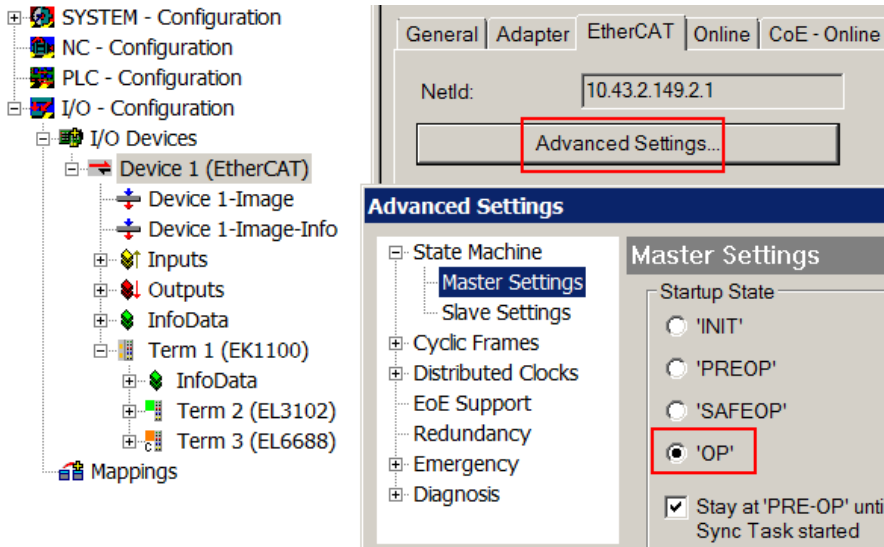 SYSTEM - Configuration
NC - Configuration
PLC - Configuration
I/O - Configuration
I/O Devices
Device 1 (EtherCAT)
Device 1-Image
Device 1-Image-Info
Inputs
Outputs
InfoData
Term 1 (EK1100)
InfoData
Term 2 (EL3102)
Term 3 (EL6688)
Mappings
General Adapter EtherCAT Online CoE - Online
NetId: 10.43.2.149.2.1
Advanced Settings...
Advanced Settings
State Machine
Master Settings
Slave Settings
Cyclic Frames
Distributed Clocks
EoE Support
Redundancy
Emergency
Diagnosis
Master Settings
Startup State
'INIT'
'PREOP'
'SAFEOP'
'OP'
Stay at 'PRE-OP' unti
Sync Task started